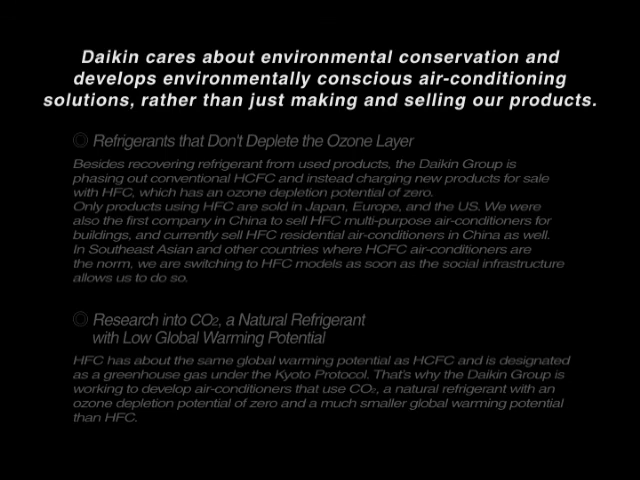 Daikin cares about environmental conservation and
develops environmentally conscious air-conditioning
solutions, rather than just making and selling our products.
Refrigerants that Don't Deplete the Ozone Layer
Besides recovering refrigerant from used products, the Daikin Group is
phasing out conventional HCFC and instead charging new products for sale
with HFC, which has an ozone depletion potential of zero.
Only products using HFC are sold in Japan, Europe, and the US. We were
also the first company in China to sell HFC multi-purpose air-conditioners for
buildings, and currently sell HFC residential air-conditioners in China as well.
In Southeast Asian and other countries where HCFC air-conditioners are
the norm, we are switching to HFC models as soon as the social infrastructure
allows us to do so.
Research into CO2, a Natural Refrigerant
with Low Global Warming Potential
HFC has about the same global warming potential as HCFC and is designated
as a greenhouse gas under the Kyoto Protocol. That's why the Daikin Group is
working to develop air-conditioners that use CO2, a natural refrigerant with an
ozone depletion potential of zero and a much smaller global warming potential
than HFC.